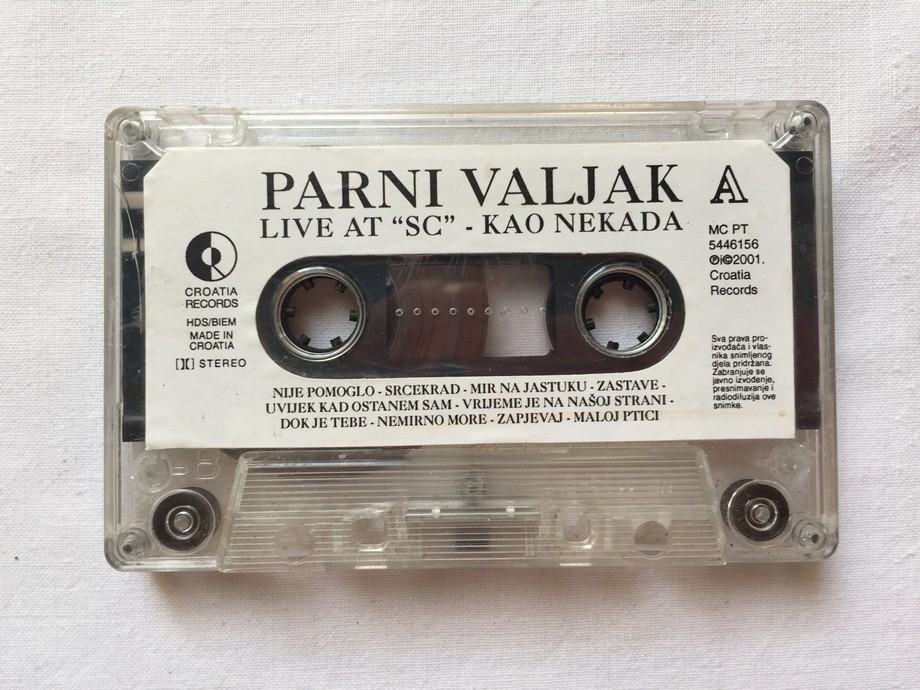 PARNI VALJAK
LIVE AT “SC” - KAO NEKADA
A
CROATIA
RECORDS
HDS/BIEM
MADE IN
CROATIA
STEREO
MC PT
5446156
℗i©2001.
Croatia
Records
Sva prava pro-
izvođača i vlas-
nika snimljenog
djela pridržana.
Zabranjuje se
javno izvođenje,
presnimavanje i
radiodifuzija ove
snimke.
NIJE POMOGLO - SRCEKRAD - MIR NA JASTUKU - ZASTAVE -
UVIJEK KAD OSTANEM SAM - VRIJEME JE NA NAŠOJ STRANI -
DOK JE TEBE - NEMIRNO MORE - ZAPJEVAJ - MALOJ PTICI
-B